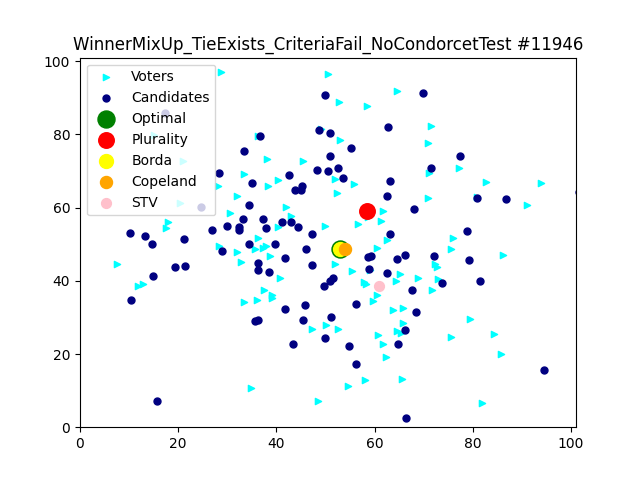 WinnerMixUp_TieExists_CriteriaFail_NoCondorcetTest #11946
100
80
60
40
20
0
Voters
Candidates
Optimal
Plurality
Borda
Copeland
STV
0 20 40 60 80 100